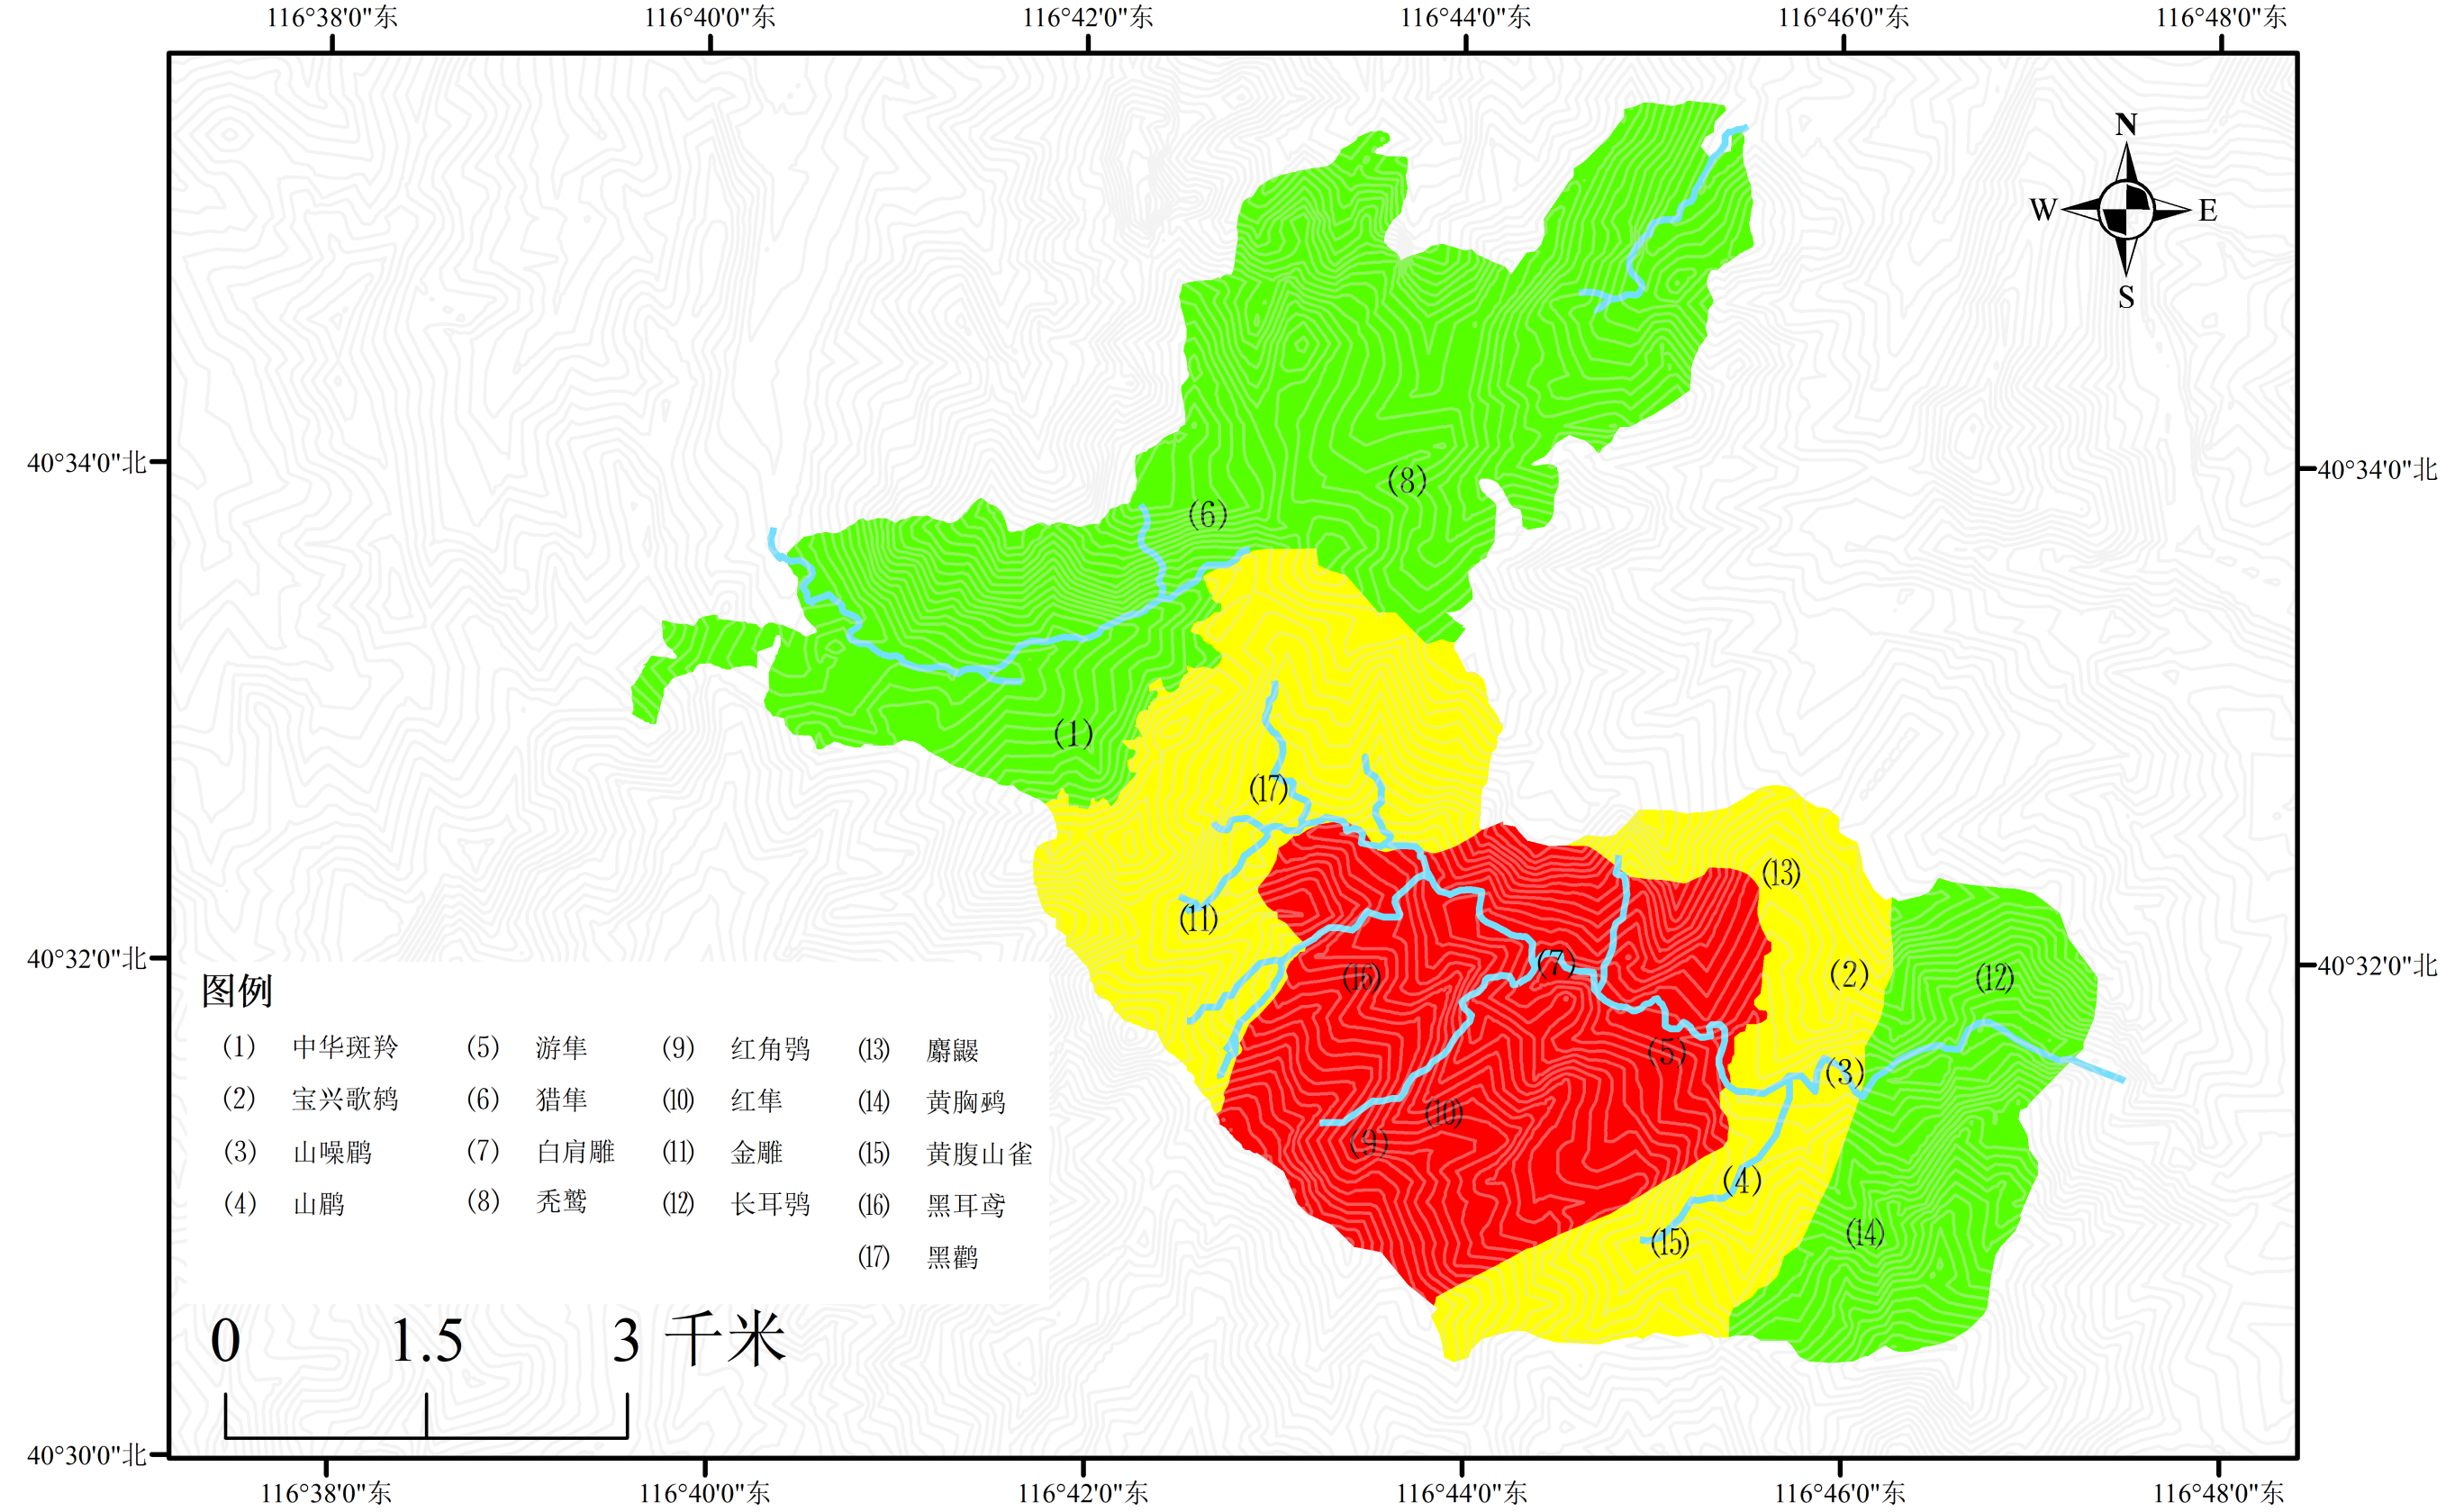 116°38'0"东 116°40'0"东 116°42'0"东 116°44'0"东 116°46'0"东 116°48'0"东
N
W E
S
40°34'0"北 40°34'0"北
(8)
(6)
(1)
(17)
(13)
(11)
40°32'0"北 (16) (7) (2) (12) 40°32'0"北
(5) (3)
(10)
(9)
(4)
(15) (14)
图例
(1) 中华斑羚 (5) 游隼 (9) 红角鸮 (13) 麝鼹
(2) 宝兴歌鸫 (6) 猎隼 (10) 红隼 (14) 黄胸鹀
(3) 山噪鹛 (7) 白肩雕 (11) 金雕 (15) 黄腹山雀
(4) 山鹛 (8) 秃鹫 (12) 长耳鸮 (16) 黑耳鸢
(17) 黑鹳
0 1.5 3 千米
40°30'0"北
116°38'0"东 116°40'0"东 116°42'0"东 116°44'0"东 116°46'0"东 116°48'0"东